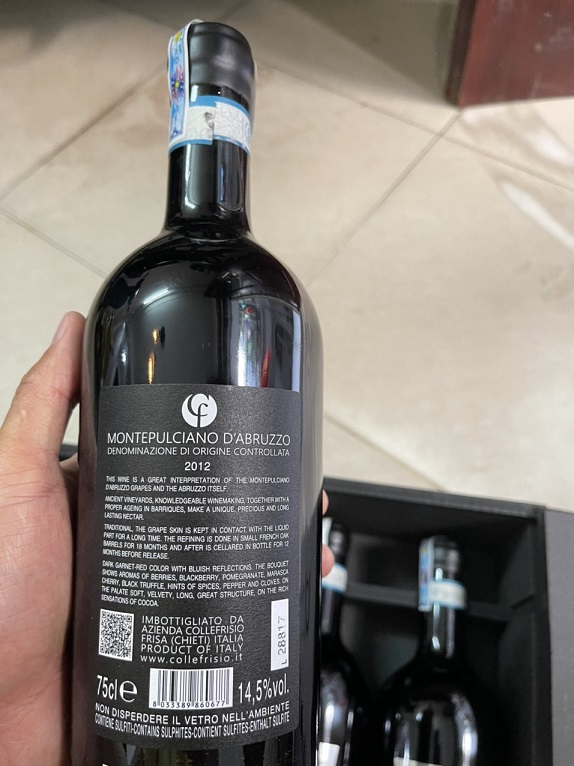 cf
MONTEPULCIANO D'ABRUZZO
DENOMINAZIONE DI ORIGINE CONTROLLATA
2012
THIS WINE IS A GREAT INTERPRETATION OF THE MONTEPULCIANO
D'ABRUZZO GRAPES AND THE ABRUZZO ITSELF.
ANCIENT VINEYARDS, KNOWLEDGEABLE WINEMAKING, TOGETHER WITH A
PROPER AGEING IN BARRIQUES, MAKE A UNIQUE, PRECIOUS AND LONG
LASTING NECTAR.
TRADITIONAL, THE GRAPE SKIN IS KEPT IN CONTACT WITH THE LIQUID
PART FOR A LONG TIME. THE REFINING IS DONE IN SMALL FRENCH OAK
BARRELS FOR 18 MONTHS AND AFTER IS CELLARED IN BOTTLE FOR 12
MONTHS BEFORE RELEASE.
DARK GARNET-RED COLOR WITH BLUISH REFLECTIONS. THE BOUQUET
SHOWS AROMAS OF BERRIES, BLACKBERRY, POMEGRANATE, MARASCA
CHERRY, BLACK TRUFFLE, HINTS OF SPICES, PEPPER AND CLOVES. ON
THE PALATE SOFT, VELVETY, LONG, GREAT STRUCTURE, ON THE RICH
SENSATIONS OF COCOA.
IMBOTTIGLIATO DA
AZIENDA COLLEFRISIO
FRISA (CHIETI) ITALIA
PRODUCT OF ITALY
www.collefrisio.it
L 28817
75cl e
8 033389 860677
14,5%vol.
NON DISPERDERE IL VETRO NELL'AMBIENTE
CONTIENE SULFITI-CONTAINS SULPHITES-CONTIENT SULFITES-ENTHALT SULFITE